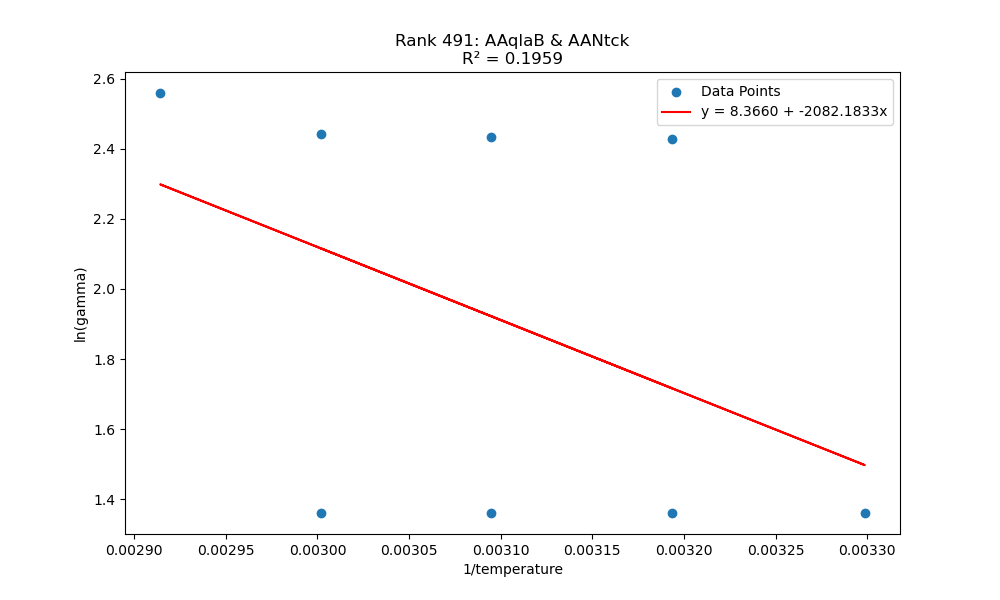 Rank 491: AAqlaB & AANtck
R² = 0.1959
Data Points
y = 8.3660 + -2082.1833x
ln(gamma)
2.6
2.4
2.2
2.0
1.8
1.6
1.4
0.00290 0.00295 0.00300 0.00305 0.00310 0.00315 0.00320 0.00325 0.00330
1/temperature